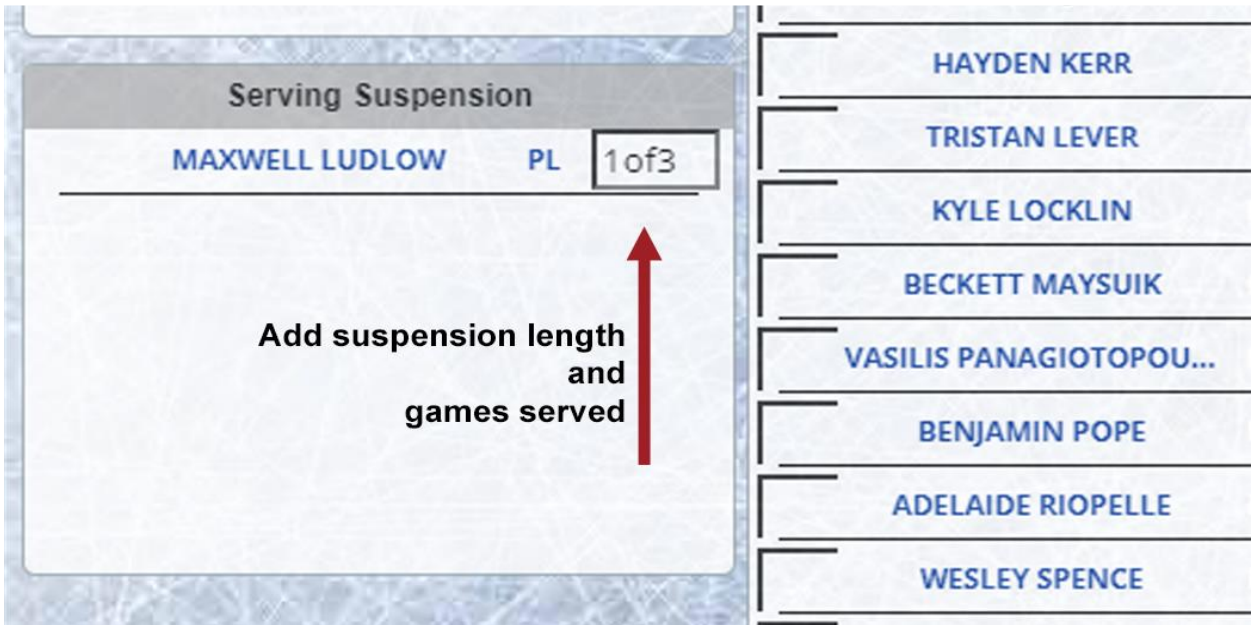 Serving Suspension
MAXWELL LUDLOW PL 1of3
Add suspension length
and
games served
HAYDEN KERR
TRISTAN LEVER
KYLE LOCKLIN
BECKETT MAYSUIK
VASILIS PANAGIOTOPOU...
BENJAMIN POPE
ADELAIDE RIOPELLE
WESLEY SPENCE